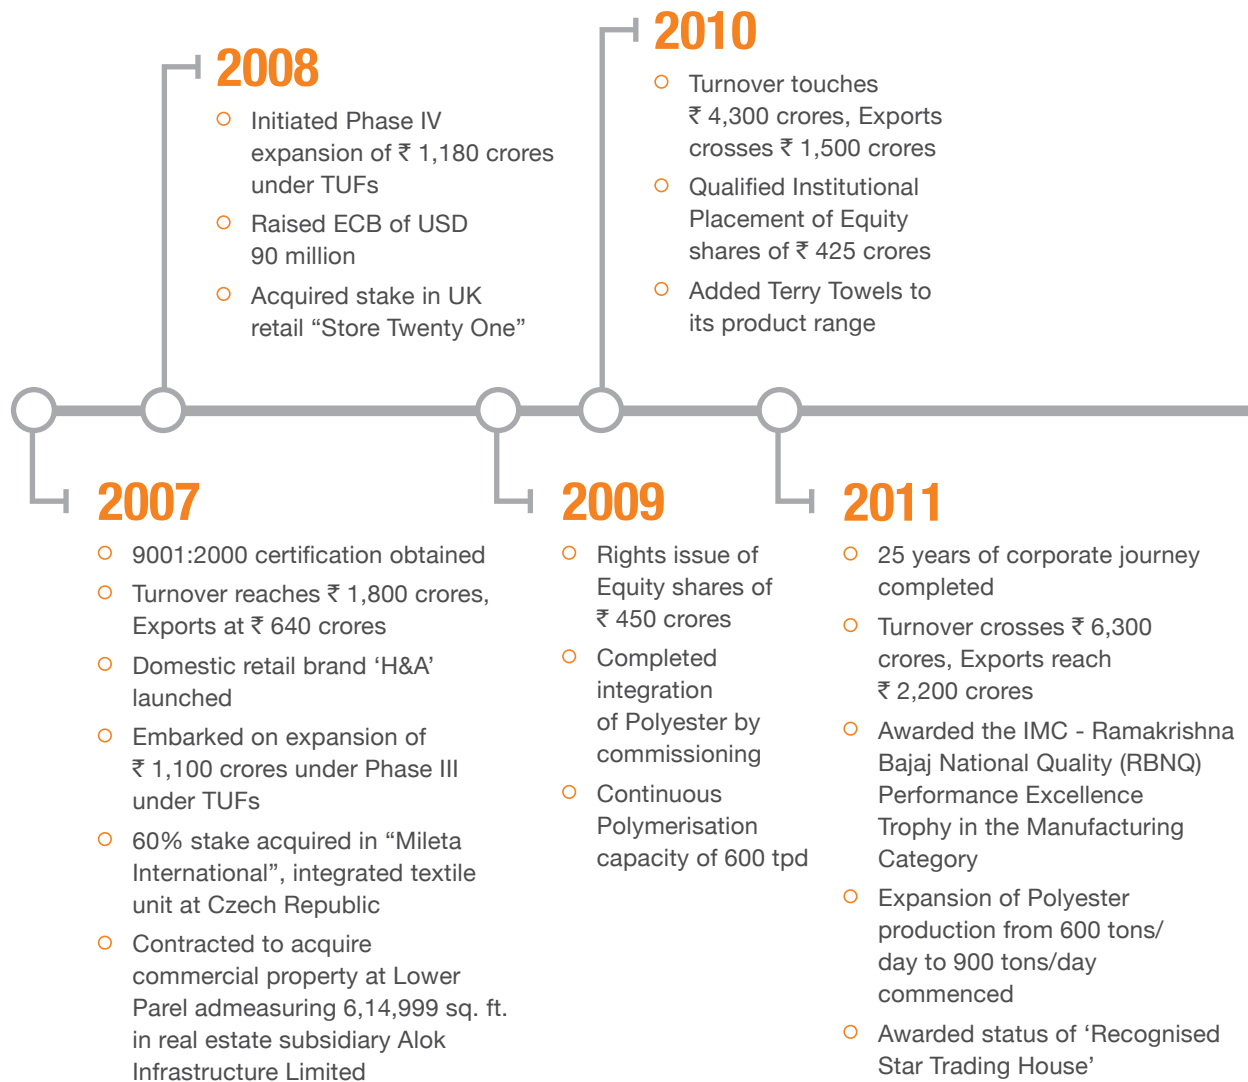 2008
Initiated Phase IV
expansion of ₹ 1,180 crores
under TUFs
Raised ECB of USD
90 million
Acquired stake in UK
retail “Store Twenty One”
2010
Turnover touches
₹ 4,300 crores, Exports
crosses ₹ 1,500 crores
Qualified Institutional
Placement of Equity
shares of ₹ 425 crores
Added Terry Towels to
its product range
2007
9001:2000 certification obtained
Turnover reaches ₹ 1,800 crores,
Exports at ₹ 640 crores
Domestic retail brand ‘H&A’
launched
Embarked on expansion of
₹ 1,100 crores under Phase III
under TUFs
60% stake acquired in “Mileta
International”, integrated textile
unit at Czech Republic
Contracted to acquire
commercial property at Lower
Parel admeasuring 6,14,999 sq. ft.
in real estate subsidiary Alok
Infrastructure Limited
2009
Rights issue of
Equity shares of
₹ 450 crores
Completed
integration
of Polyester by
commissioning
Continuous
Polymerisation
capacity of 600 tpd
2011
25 years of corporate journey
completed
Turnover crosses ₹ 6,300
crores, Exports reach
₹ 2,200 crores
Awarded the IMC - Ramakrishna
Bajaj National Quality (RBNQ)
Performance Excellence
Trophy in the Manufacturing
Category
Expansion of Polyester
production from 600 tons/
day to 900 tons/day
commenced
Awarded status of ‘Recognised
Star Trading House’